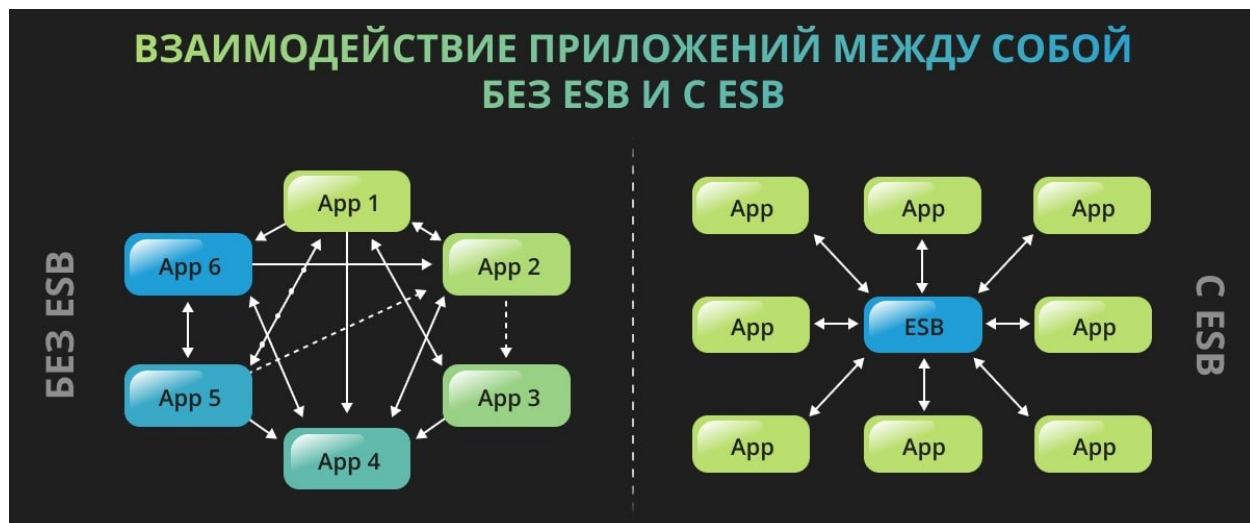 ВЗАИМОДЕЙСТВИЕ ПРИЛОЖЕНИЙ МЕЖДУ СОБОЙ
БЕЗ ESB И С ESB
БЕЗ ESB
App 1
App 6
App 2
App 5
App 3
App 4
App
App
App
App
ESB
App
App
App
App
С ESB